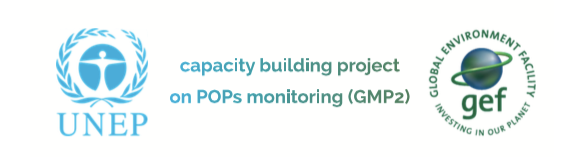 capacity building project
on POPs monitoring (GMP2)
UNEP
GLOBAL ENVIRONMENT FACILITY
gef
INVESTING IN OUR PLANET